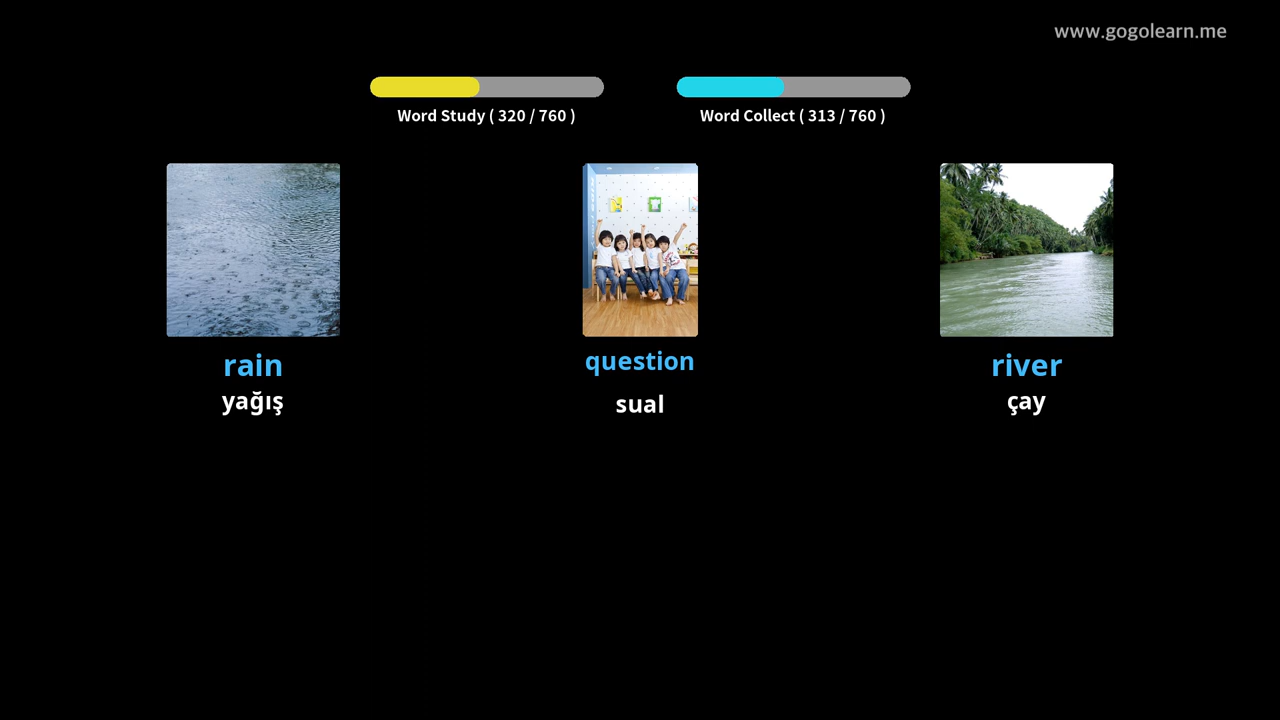 www.gogolearn.me
Word Study ( 320 / 760 )
Word Collect ( 313 / 760 )
rain
yağış
question
sual
river
çay